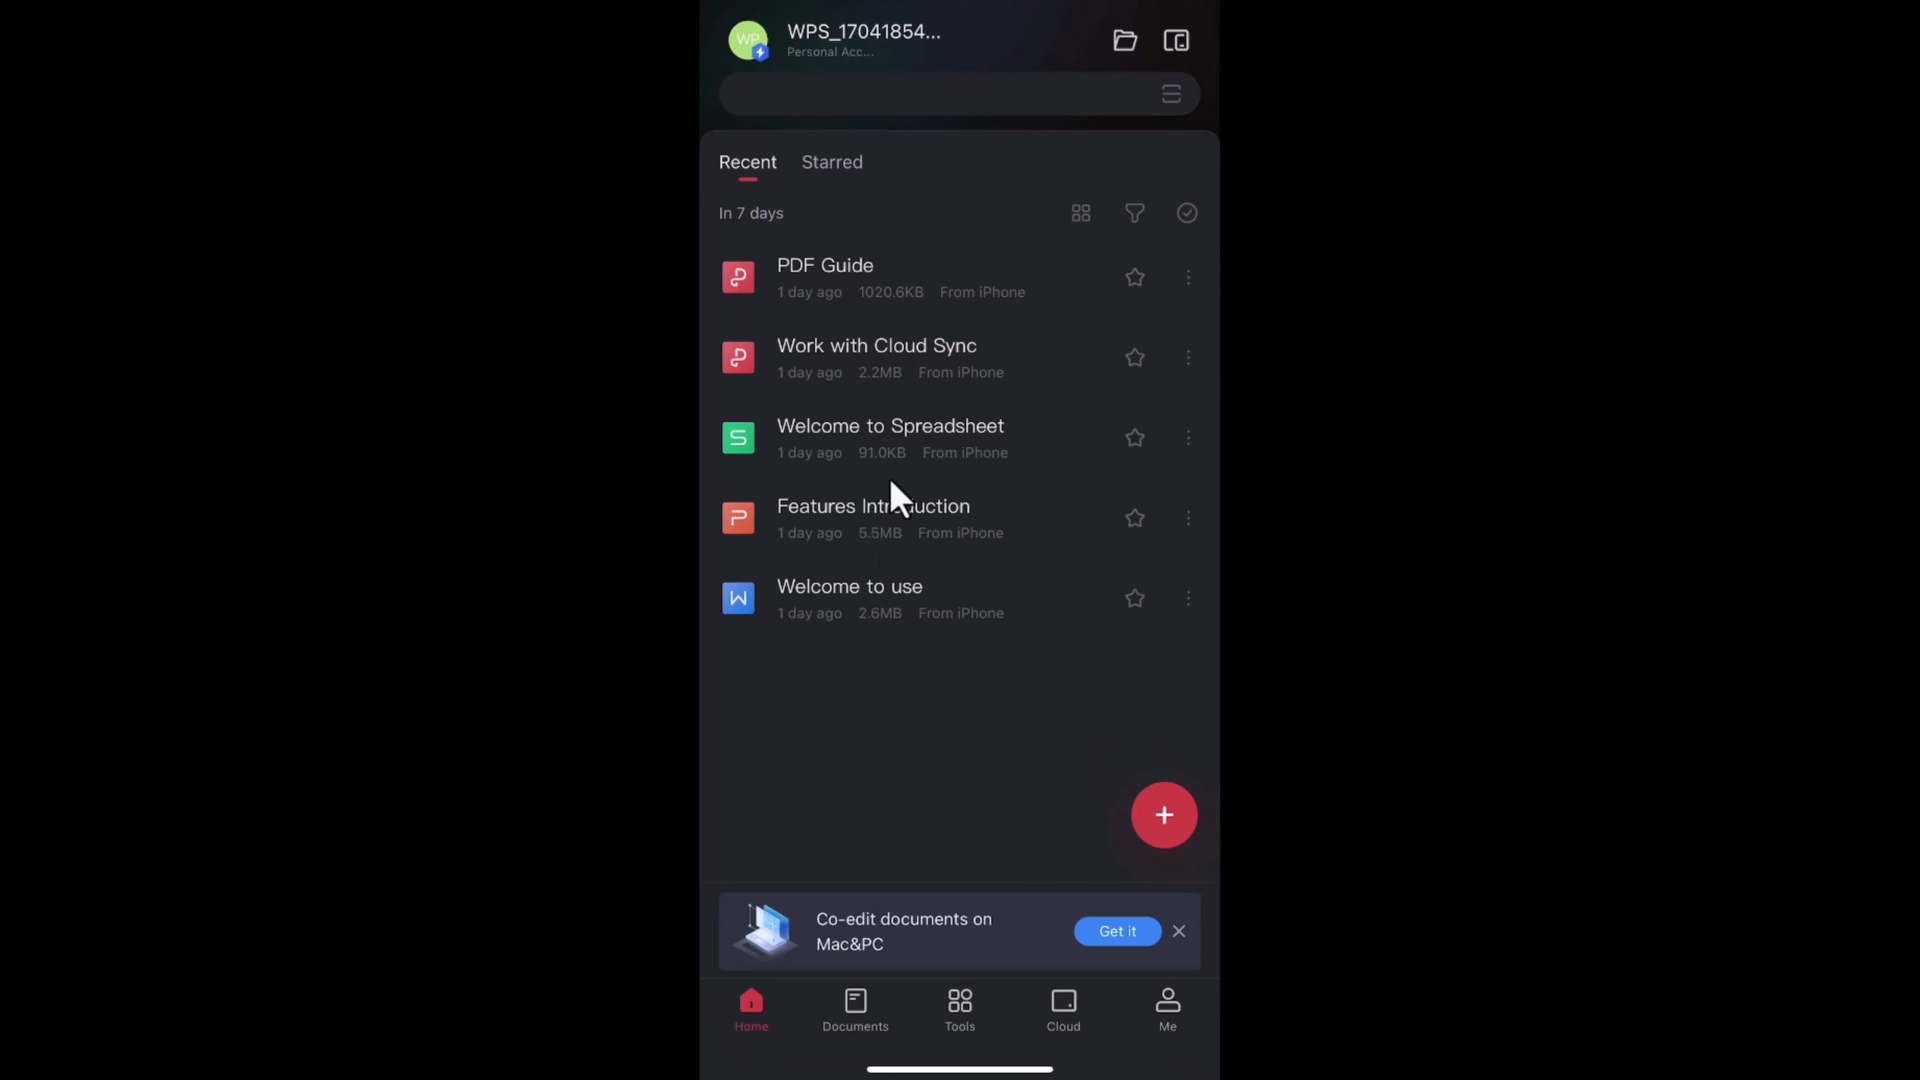 WP
WPS_17041854...
Personal Acc...
Recent Starred
In 7 days
PDF Guide
1 day ago 1020.6KB From iPhone
Work with Cloud Sync
1 day ago 2.2MB From iPhone
Welcome to Spreadsheet
1 day ago 91.0KB From iPhone
Features Introduction
1 day ago 5.5MB From iPhone
Welcome to use
1 day ago 2.6MB From iPhone
Co-edit documents on
Mac&PC
Get it
Home Documents Tools Cloud Me